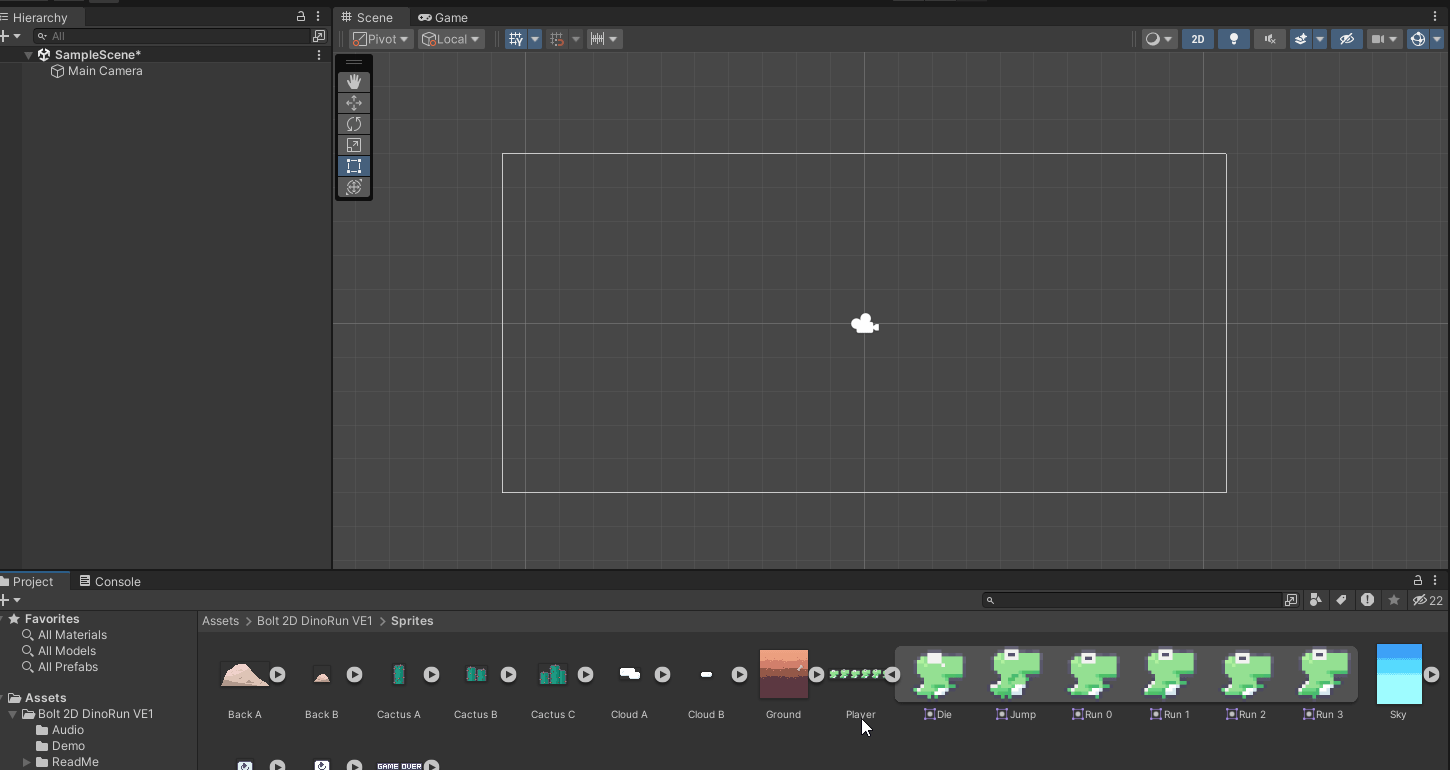 Hierarchy
Scene
Game
All
Pivot
Local
2D
SampleScene*
Main Camera
Project
Console
22
Favorites
All Materials
All Models
All Prefabs
Assets
Bolt 2D DinoRun VE1
Audio
Demo
ReadMe
Assets > Bolt 2D DinoRun VE1 > Sprites
Back A
Back B
Cactus A
Cactus B
Cactus C
Cloud A
Cloud B
Ground
Player
Die
Jump
Run 0
Run 1
Run 2
Run 3
Sky
GAME OVER